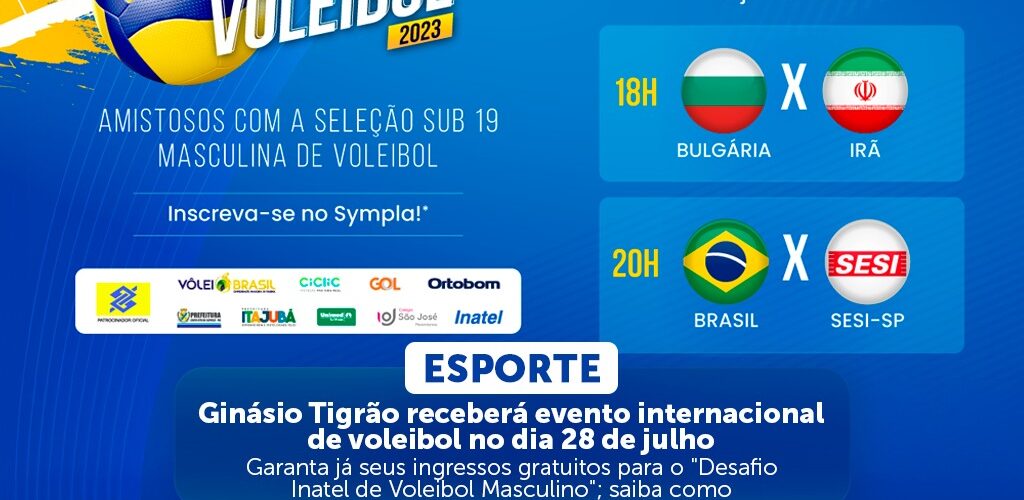 VOLEIBOL
2023
AMISTOSOS COM A SELEÇÃO SUB 19
MASCULINA DE VOLEIBOL
Inscreva-se no Sympla!*
PATROCINADOR OFICIAL
VÔLEI BRASIL
CICLIC
GOL
Ortobom
PREFEITURA
ITAJUBÁ
Unimed
Colégio
São José
Inatel
18H
BULGÁRIA
X
IRÃ
20H
BRASIL
X
SESI
SESI-SP
ESPORTE
Ginásio Tigrão receberá evento internacional
de voleibol no dia 28 de julho
Garanta já seus ingressos gratuitos para o "Desafio
Inatel de Voleibol Masculino"; saiba como